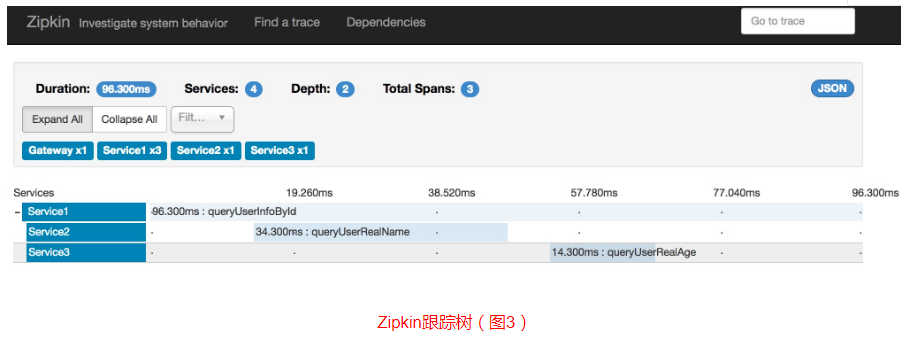 Zipkin Investigate system behavior Find a trace Dependencies Go to trace
Duration: 96.300ms Services: 4 Depth: 2 Total Spans: 3 JSON
Expand All Collapse All Filt...
Gateway x1 Service1 x3 Service2 x1 Service3 x1
Services 19.260ms 38.520ms 57.780ms 77.040ms 96.300ms
- Service1 96.300ms : queryUserInfoById
Service2 34.300ms : queryUserRealName
Service3 14.300ms : queryUserRealAge
Zipkin跟踪树（图3）